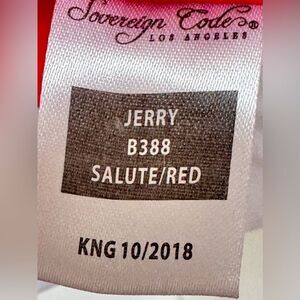 Sovereign Code®
LOS ANGELES
JERRY
B388
SALUTE/RED
KNG 10/2018